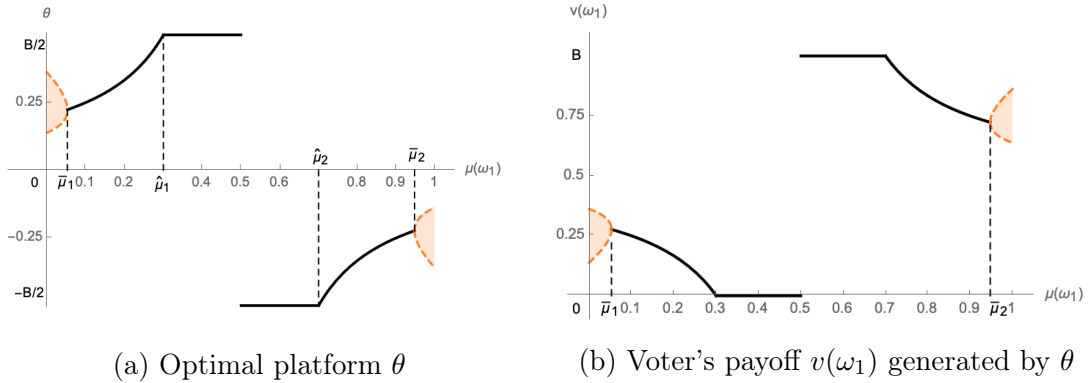 θ
B/2
0.25
0
μ̄₁
0.1
0.2
μ̂₁
0.4
0.5
0.6
μ̂₂
0.7
0.8
μ̄₂
0.9
1
μ(ω₁)
-0.25
-B/2
(a) Optimal platform θ
v(ω₁)
B
0.75
0.5
0.25
0
μ̄₁
0.1
0.2
0.3
0.4
0.5
0.6
0.7
0.8
0.9
μ̄₂
1
μ(ω₁)
(b) Voter's payoff v(ω₁) generated by θ